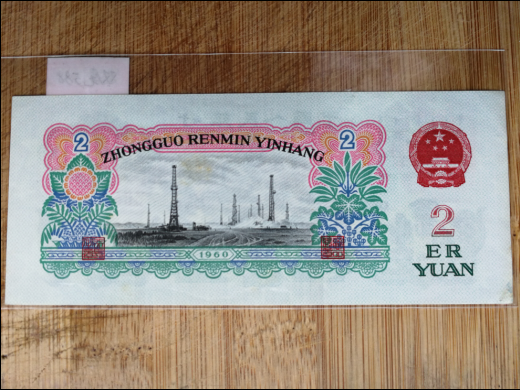 2
2
ZHONGGUO RENMIN YINHANG
1960
2
ER
YUAN